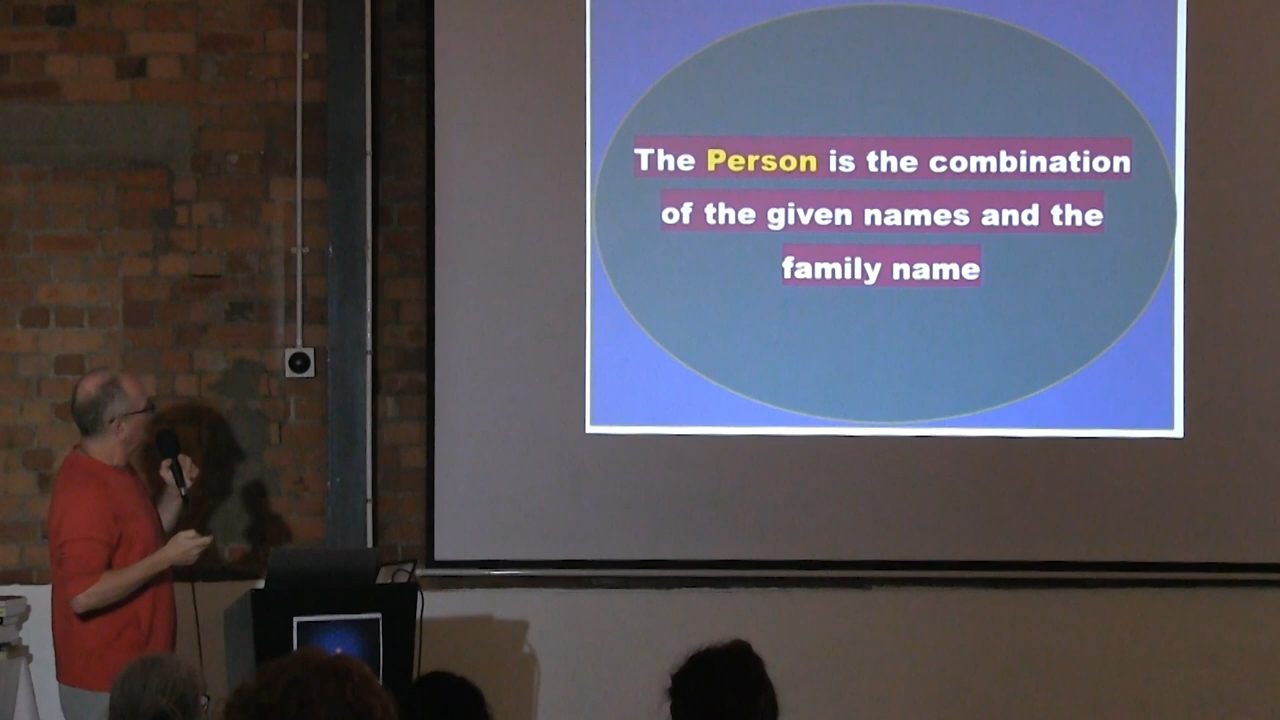 The Person is the combination
of the given names and the
family name